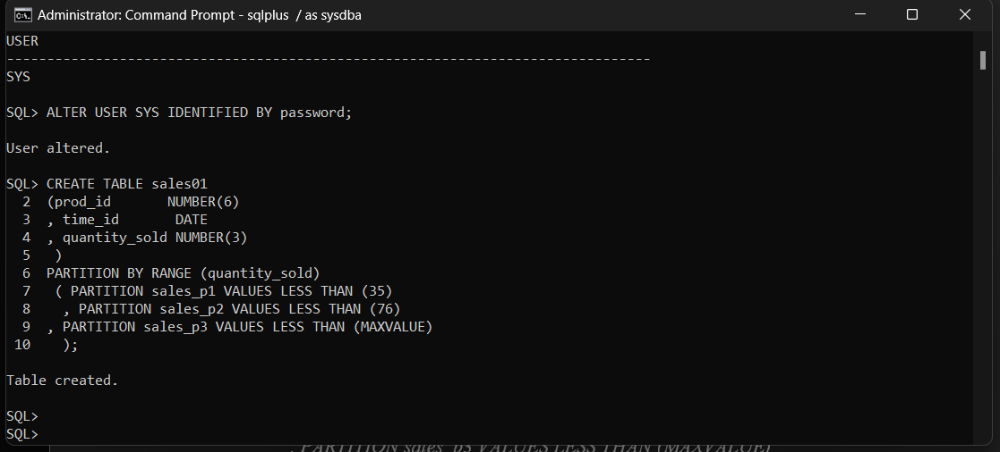 Administrator: Command Prompt - sqlplus / as sysdba
USER
--------------------------------------------------------------------------------
SYS
SQL> ALTER USER SYS IDENTIFIED BY password;
User altered.
SQL> CREATE TABLE sales01
2 (prod_id       NUMBER(6)
3 , time_id       DATE
4 , quantity_sold NUMBER(3)
5  )
6 PARTITION BY RANGE (quantity_sold)
7  ( PARTITION sales_p1 VALUES LESS THAN (35)
8   , PARTITION sales_p2 VALUES LESS THAN (76)
9 , PARTITION sales_p3 VALUES LESS THAN (MAXVALUE)
10   );
Table created.
SQL>
SQL>
, PARTITION sales_p3 VALUES LESS THAN (MAXVALUE)